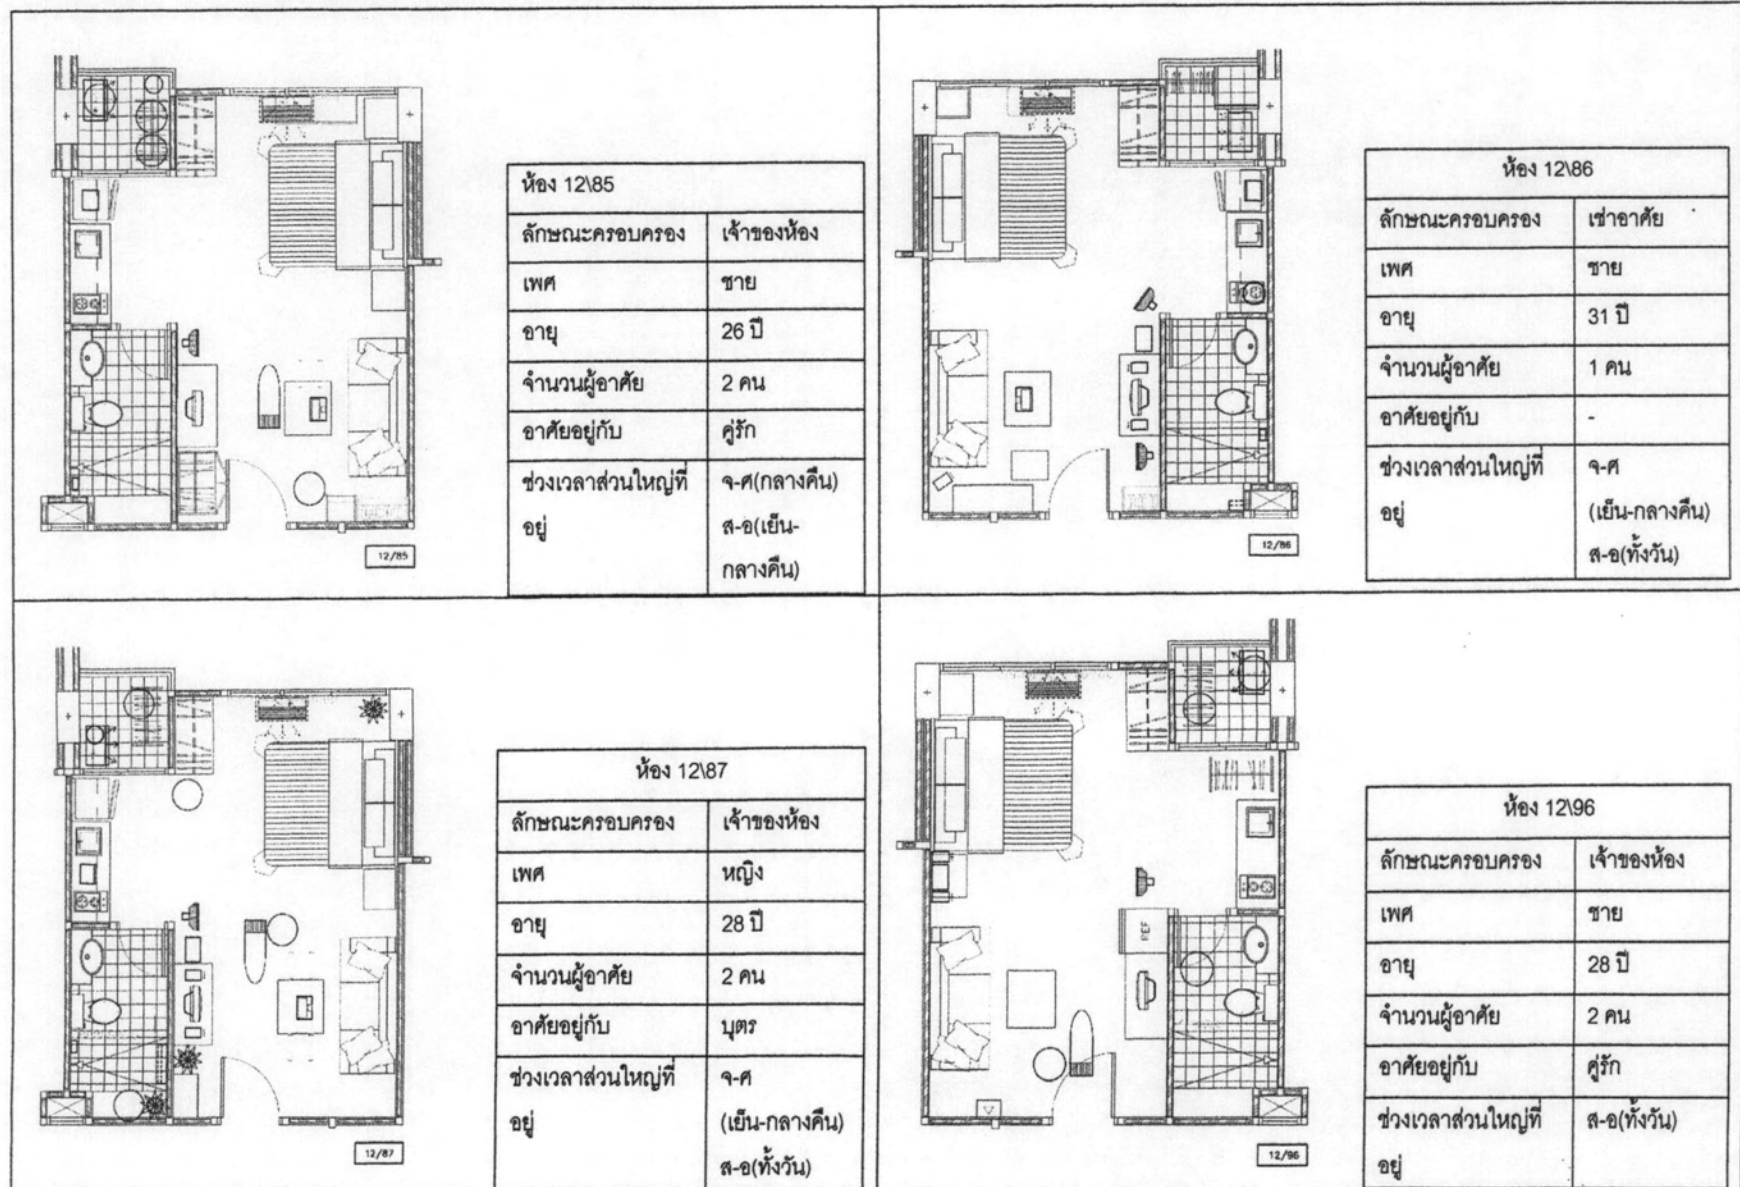 ห้อง 12\85
ลักษณะครอบครอง เจ้าของห้อง
เพศ ชาย
อายุ 26 ปี
จำนวนผู้อาศัย 2 คน
อาศัยอยู่กับ คู่รัก
ช่วงเวลาส่วนใหญ่ที่ จ-ศ(กลางคืน)
อยู่ ส-อ(เย็น-
กลางคืน)
12/85
ห้อง 12\86
ลักษณะครอบครอง เช่าอาศัย
เพศ ชาย
อายุ 31 ปี
จำนวนผู้อาศัย 1 คน
อาศัยอยู่กับ -
ช่วงเวลาส่วนใหญ่ที่ จ-ศ
อยู่ (เย็น-กลางคืน)
ส-อ(ทั้งวัน)
12/86
ห้อง 12\87
ลักษณะครอบครอง เจ้าของห้อง
เพศ หญิง
อายุ 28 ปี
จำนวนผู้อาศัย 2 คน
อาศัยอยู่กับ บุตร
ช่วงเวลาส่วนใหญ่ที่ จ-ศ
อยู่ (เย็น-กลางคืน)
ส-อ(ทั้งวัน)
12/87
ห้อง 12\96
ลักษณะครอบครอง เจ้าของห้อง
เพศ ชาย
อายุ 28 ปี
จำนวนผู้อาศัย 2 คน
อาศัยอยู่กับ คู่รัก
ช่วงเวลาส่วนใหญ่ที่ ส-อ(ทั้งวัน)
อยู่
REF
12/96